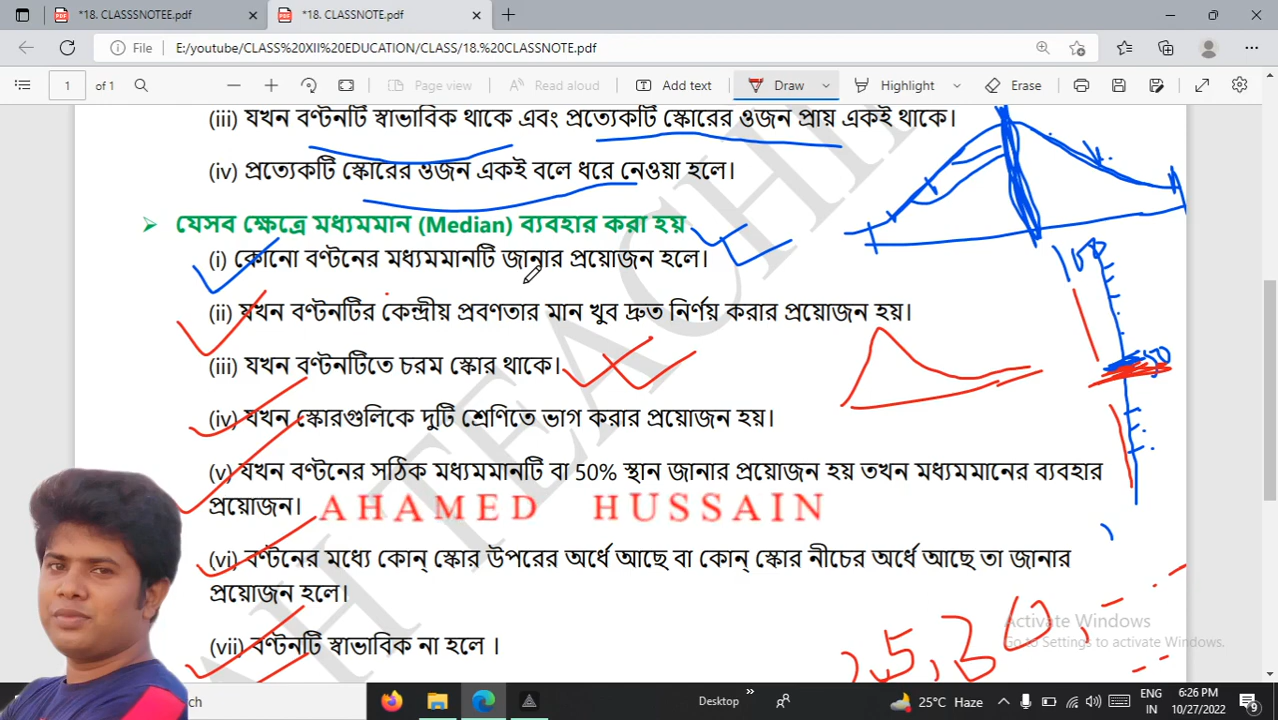 *18. CLASSSNOTEE.pdf
*18. CLASSNOTE.pdf
File E:/youtube/CLASS%20XII%20EDUCATION/CLASS/18.%20CLASSNOTE.pdf
1 of 1 Page view Read aloud Add text Draw Highlight Erase
(iii) যখন বণ্টনটি স্বাভাবিক থাকে এবং প্রত্যেকটি স্কোরের ওজন প্রায় একই থাকে।
(iv) প্রত্যেকটি স্কোরের ওজন একই বলে ধরে নেওয়া হলে।
যেসব ক্ষেত্রে মধ্যমমান (Median) ব্যবহার করা হয়
(i) কোনো বণ্টনের মধ্যমমানটি জানার প্রয়োজন হলে।
100
(ii) যখন বণ্টনটির কেন্দ্রীয় প্রবণতার মান খুব দ্রুত নির্ণয় করার প্রয়োজন হয়।
50
(iii) যখন বণ্টনটিতে চরম স্কোর থাকে।
(iv) যখন স্কোরগুলিকে দুটি শ্রেণিতে ভাগ করার প্রয়োজন হয়।
(v) যখন বণ্টনের সঠিক মধ্যমমানটি বা 50% স্থান জানার প্রয়োজন হয় তখন মধ্যমমানের ব্যবহার
প্রয়োজন।
AHAMED HUSSAIN
(vi) বণ্টনের মধ্যে কোন্ স্কোর উপরের অর্ধে আছে বা কোন্ স্কোর নীচের অর্ধে আছে তা জানার
প্রয়োজন হলে।
Activate Windows
Go to Settings to activate Windows.
(vii) বণ্টনটি স্বাভাবিক না হলে ।
5, 30,
AH TEACHI
Desktop
25°C Haze
ENG
IN
6:26 PM
10/27/2022
9